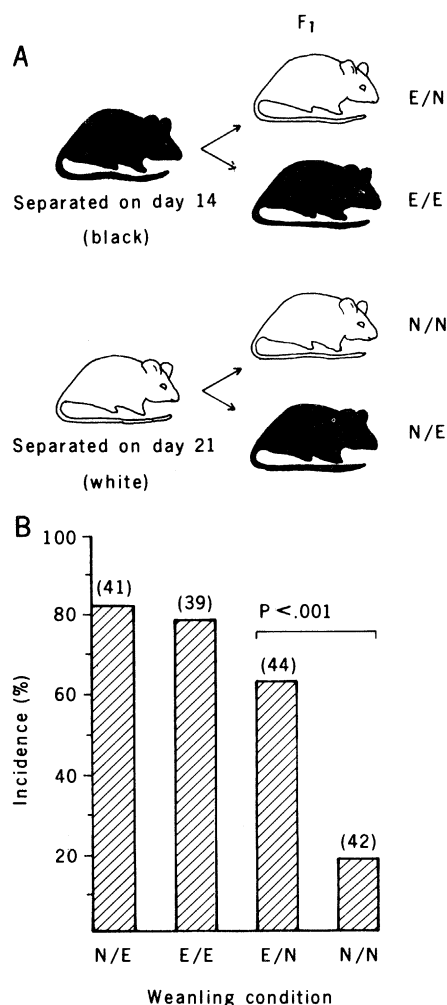 F1
A
E/N
Separated on day 14
(black)
E/E
N/N
Separated on day 21
(white)
N/E
B
100
80
60
40
20
Incidence (%)
(41)
(39)
(44)
(42)
P < .001
N/E E/E E/N N/N
Weanling condition